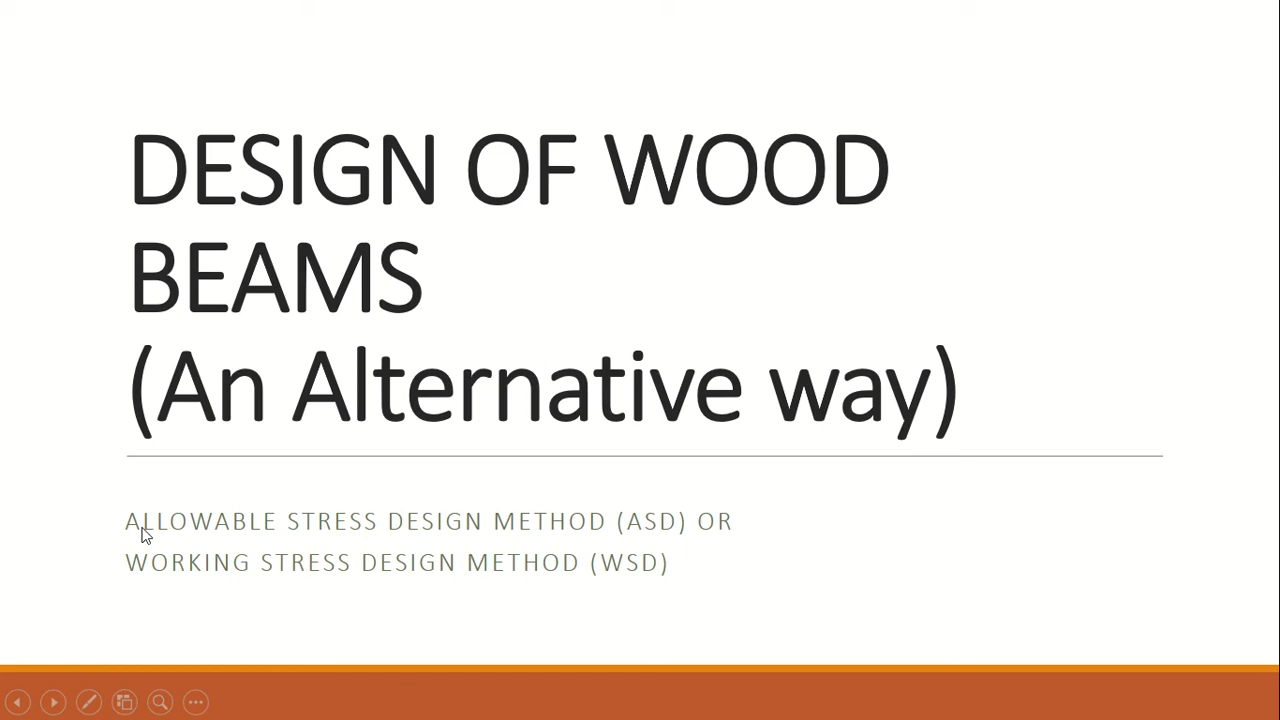 DESIGN OF WOOD
BEAMS
(An Alternative way)
ALLOWABLE STRESS DESIGN METHOD (ASD) OR
WORKING STRESS DESIGN METHOD (WSD)